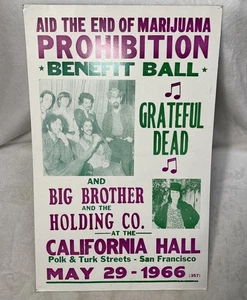 AID THE END OF MARIJUANA
PROHIBITION
★ BENEFIT BALL ★
GRATEFUL
DEAD
AND
BIG BROTHER
AND THE
HOLDING CO.
AT THE
CALIFORNIA HALL
Polk & Turk Streets - San Francisco
MAY 29 - 1966 (357)